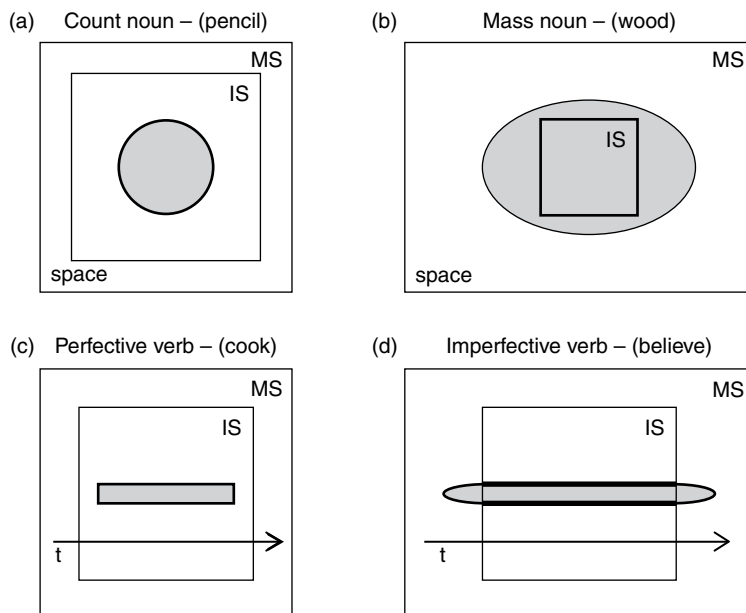 (a) Count noun – (pencil)
MS
IS
space
(b) Mass noun – (wood)
MS
IS
space
(c) Perfective verb – (cook)
MS
IS
t
(d) Imperfective verb – (believe)
MS
IS
t